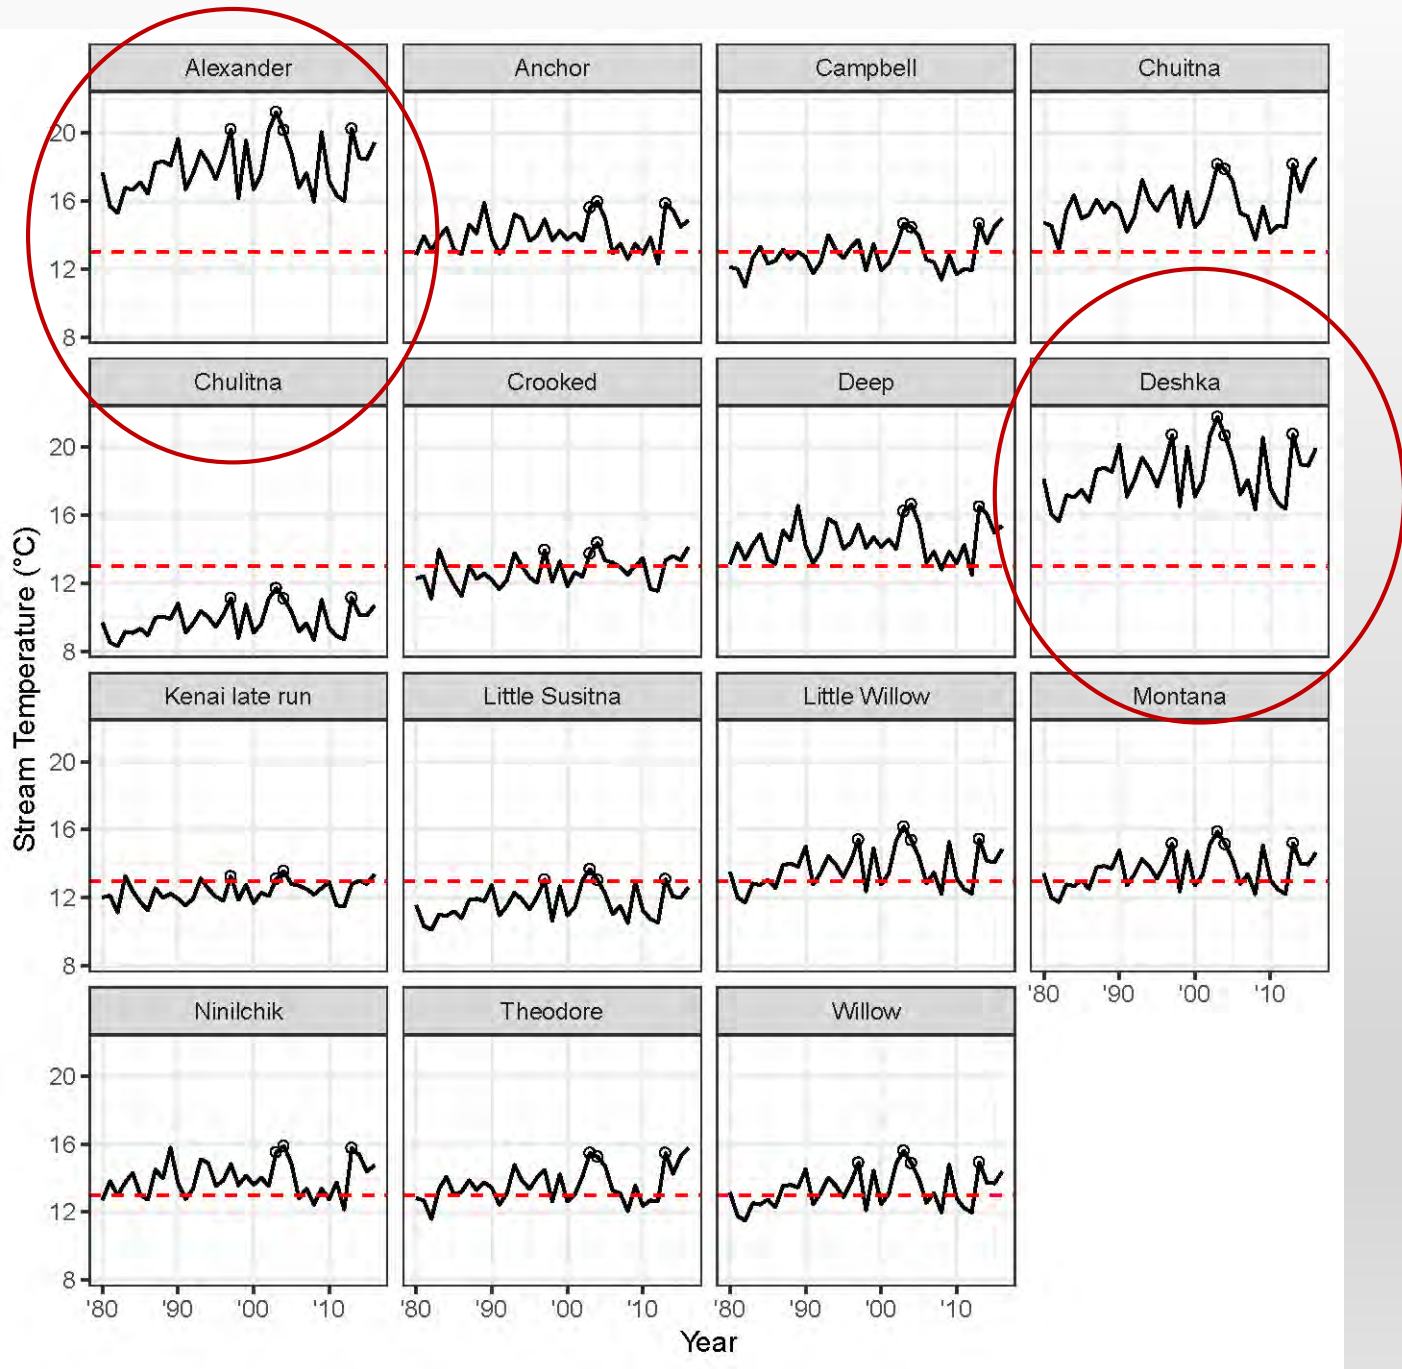 Alexander
Anchor
Campbell
Chuitna
20
16
12
8
Chulitna
Crooked
Deep
Deshka
20
16
12
8
Kenai late run
Little Susitna
Little Willow
Montana
20
16
12
8
'80 '90 '00 '10
Ninilchik
Theodore
Willow
20
16
12
8
'80 '90 '00 '10
'80 '90 '00 '10
'80 '90 '00 '10
Stream Temperature (°C)
Year